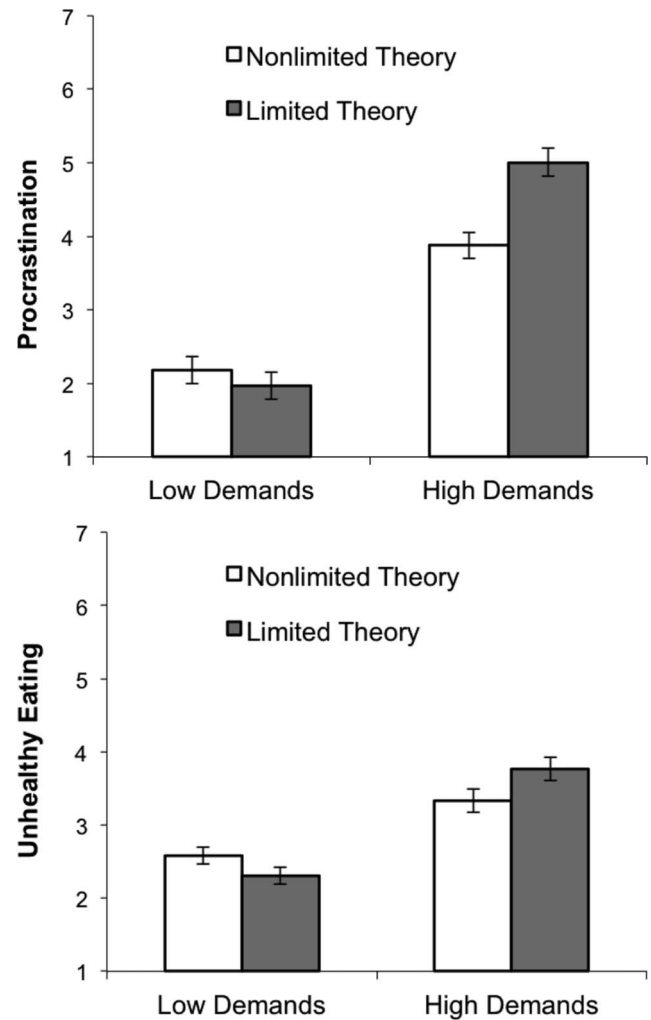 7
Nonlimited Theory
6
Limited Theory
5
Procrastination
4
3
2
1
Low Demands High Demands
7
Nonlimited Theory
6
Limited Theory
5
Unhealthy Eating
4
3
2
1
Low Demands High Demands